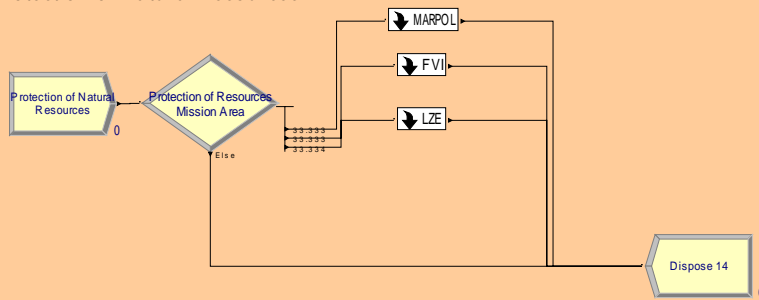 MARPOL
Protection of Natural
Resources
0
Protection of Resources
Mission Area
FVI
LZE
33.333
33.333
33.334
Else
Dispose 14